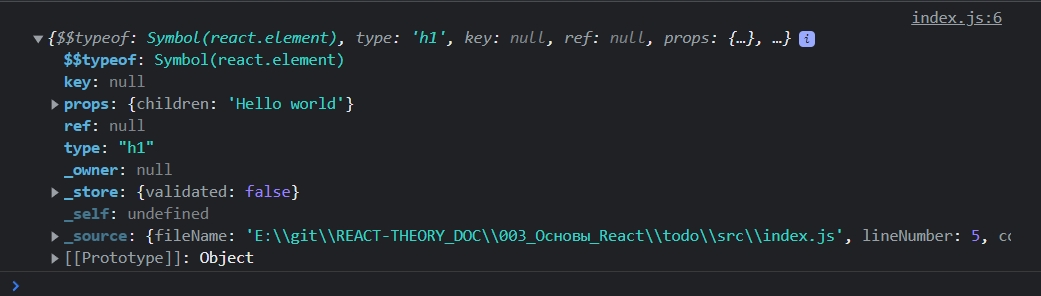 index.js:6
▼{$$typeof: Symbol(react.element), type: 'h1', key: null, ref: null, props: {…}, …} i
$$typeof: Symbol(react.element)
key: null
▶props: {children: 'Hello world'}
ref: null
type: "h1"
_owner: null
▶_store: {validated: false}
_self: undefined
▶_source: {fileName: 'E:\\git\\REACT-THEORY_DOC\\003_Основы_React\\todo\\src\\index.js', lineNumber: 5, co
▶[[Prototype]]: Object
>